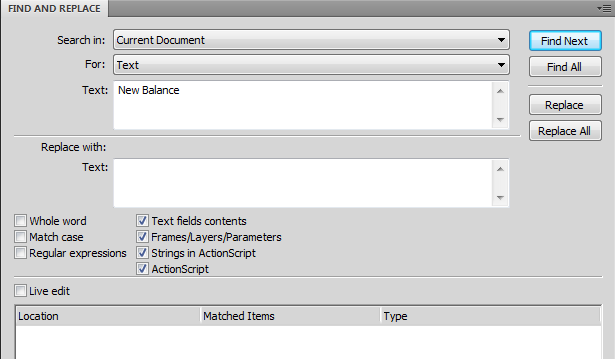 FIND AND REPLACE
Search in: Current Document Find Next
For: Text Find All
Text: New Balance
Replace
Replace All
Replace with:
Text:
Whole word Text fields contents
Match case Frames/Layers/Parameters
Regular expressions Strings in ActionScript
ActionScript
Live edit
Location Matched Items Type